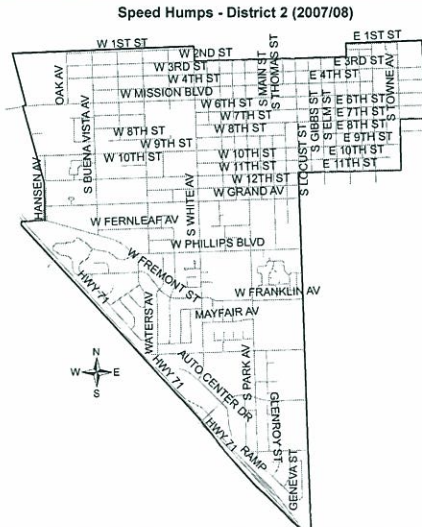 Speed Humps - District 2 (2007/08)
W 1ST ST
E 1ST ST
W 2ND ST
W 3RD ST
E 3RD ST
W 4TH ST
E 4TH ST
W MISSION BLVD
OAK AV
S BUENA VISTA AV
S MAIN ST
S THOMAS ST
S GIBBS ST
S ELM ST
S TOWNE AV
W 6TH ST
E 6TH ST
W 7TH ST
E 7TH ST
W 8TH ST
W 8TH ST
E 8TH ST
W 9TH ST
E 9TH ST
W 10TH ST
W 10TH ST
E 10TH ST
W 11TH ST
E 11TH ST
W 12TH ST
W GRAND AV
S LOCUST ST
HANSEN AV
S WHITE AV
W FERNLEAF AV
W PHILLIPS BLVD
W FREMONT ST
HWY 71
W FRANKLIN AV
MAYFAIR AV
WATERS AV
N
W E
S
HWY 71
AUTO CENTER DR
S PARK AV
GLENROY ST
HWY 71
RAMP
GENEVA ST